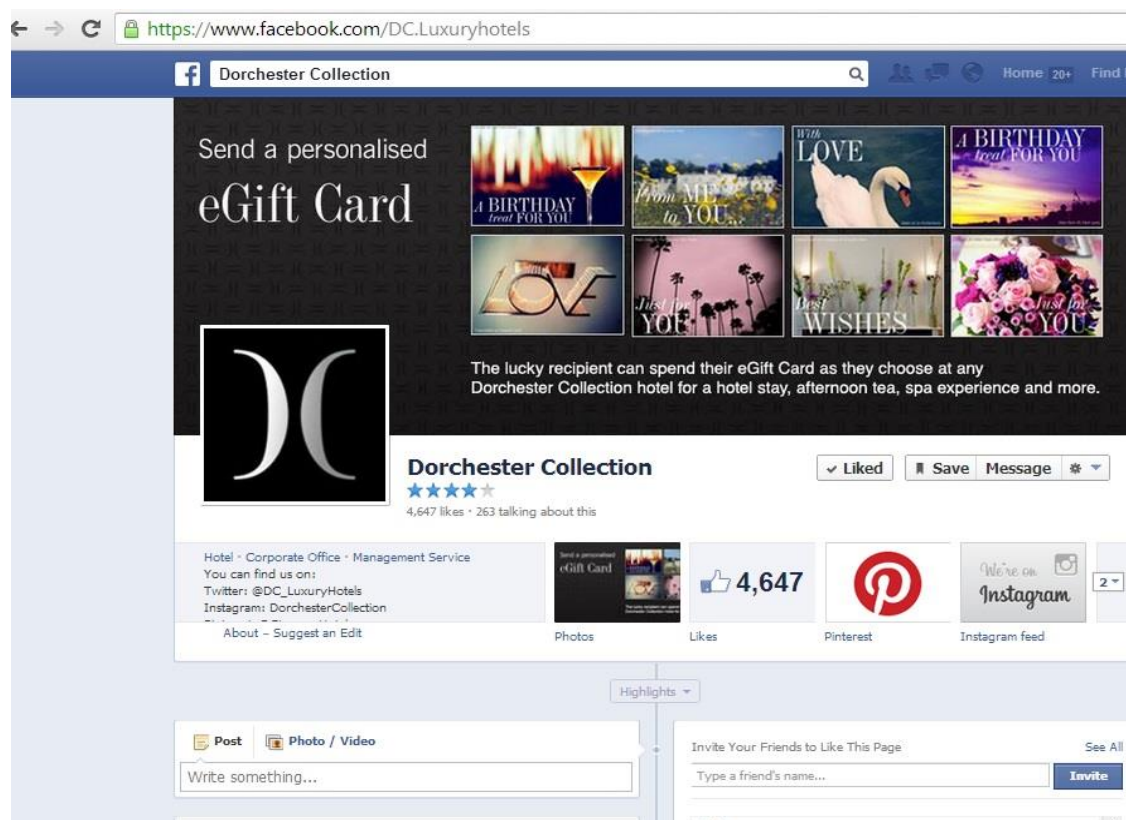 https://www.facebook.com/DC.Luxuryhotels
f Dorchester Collection
Home 20+ Find
Send a personalised
eGift Card
A BIRTHDAY
treat FOR YOU
From ME
to YOU...
With
LOVE
A BIRTHDAY
treat FOR YOU
LOVE
Just for
YOU
Best
WISHES
Just for
YOU
The lucky recipient can spend their eGift Card as they choose at any
Dorchester Collection hotel for a hotel stay, afternoon tea, spa experience and more.
Dorchester Collection
Liked
Save Message
4,647 likes · 263 talking about this
Hotel · Corporate Office · Management Service
You can find us on:
Twitter: @DC_LuxuryHotels
Instagram: DorchesterCollection
About – Suggest an Edit
Send a personalised
eGift Card
Photos
4,647
Likes
Pinterest
We're on
Instagram
Instagram feed
2
Highlights
Post Photo / Video
Write something...
Invite Your Friends to Like This Page See All
Type a friend's name... Invite